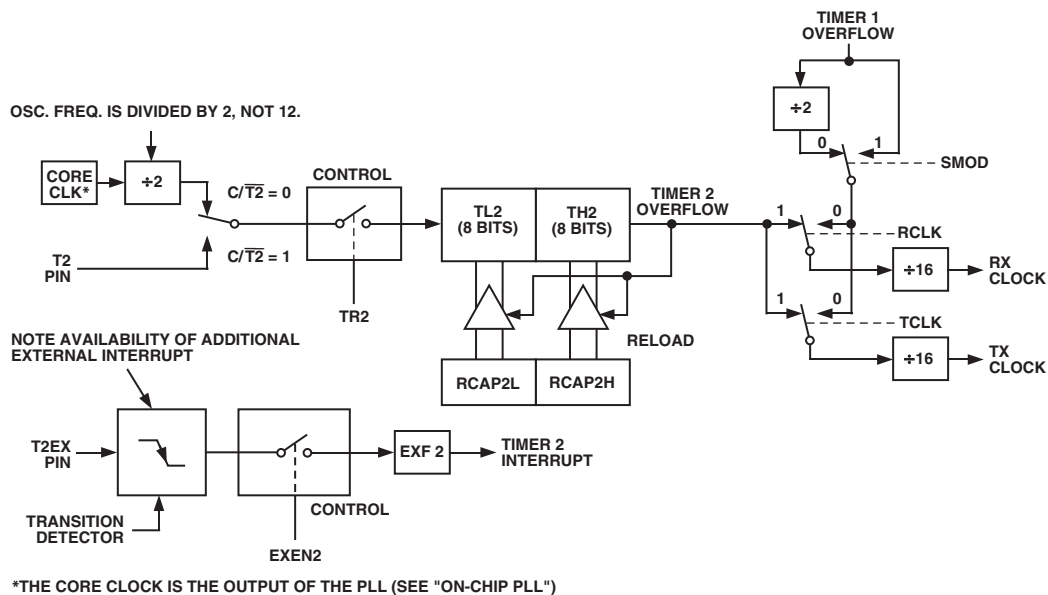 TIMER 1
OVERFLOW
÷2
0
1
SMOD
OSC. FREQ. IS DIVIDED BY 2, NOT 12.
CORE
CLK*
÷2
C/T2̅ = 0
C/T2̅ = 1
T2
PIN
CONTROL
TR2
TL2
(8 BITS)
TH2
(8 BITS)
TIMER 2
OVERFLOW
1
0
RCLK
÷16
RX
CLOCK
1
0
TCLK
÷16
TX
CLOCK
RELOAD
RCAP2L
RCAP2H
NOTE AVAILABILITY OF ADDITIONAL
EXTERNAL INTERRUPT
T2EX
PIN
TRANSITION
DETECTOR
CONTROL
EXEN2
EXF 2
TIMER 2
INTERRUPT
*THE CORE CLOCK IS THE OUTPUT OF THE PLL (SEE "ON-CHIP PLL")